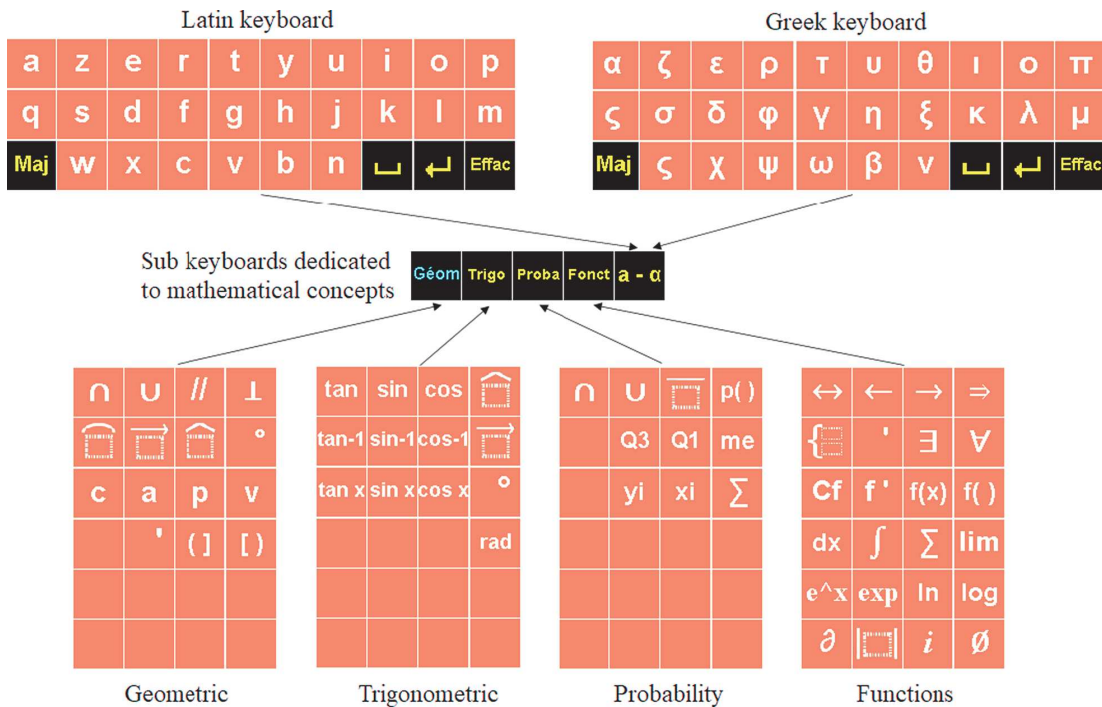 Latin keyboard
a z e r t y u i o p
q s d f g h j k l m
Maj w x c v b n ␣ ↵ Effac
Greek keyboard
α ζ ε ρ τ υ θ ι ο π
ς σ δ φ γ η ξ κ λ μ
Maj ς χ ψ ω β ν ␣ ↵ Effac
Sub keyboards dedicated
to mathematical concepts
Géom Trigo Proba Fonct a - α
∩ ∪ // ⊥
°
c a p v
' ( ] [ )
Geometric
tan sin cos
tan-1 sin-1 cos-1
tan x sin x cos x °
rad
Trigonometric
∩ ∪ p( )
Q3 Q1 me
yi xi ∑
Probability
↔ ← → ⇒
{ ' ∃ ∀
Cf f ' f(x) f( )
dx ∫ ∑ lim
e^x exp ln log
∂ | | i Ø
Functions